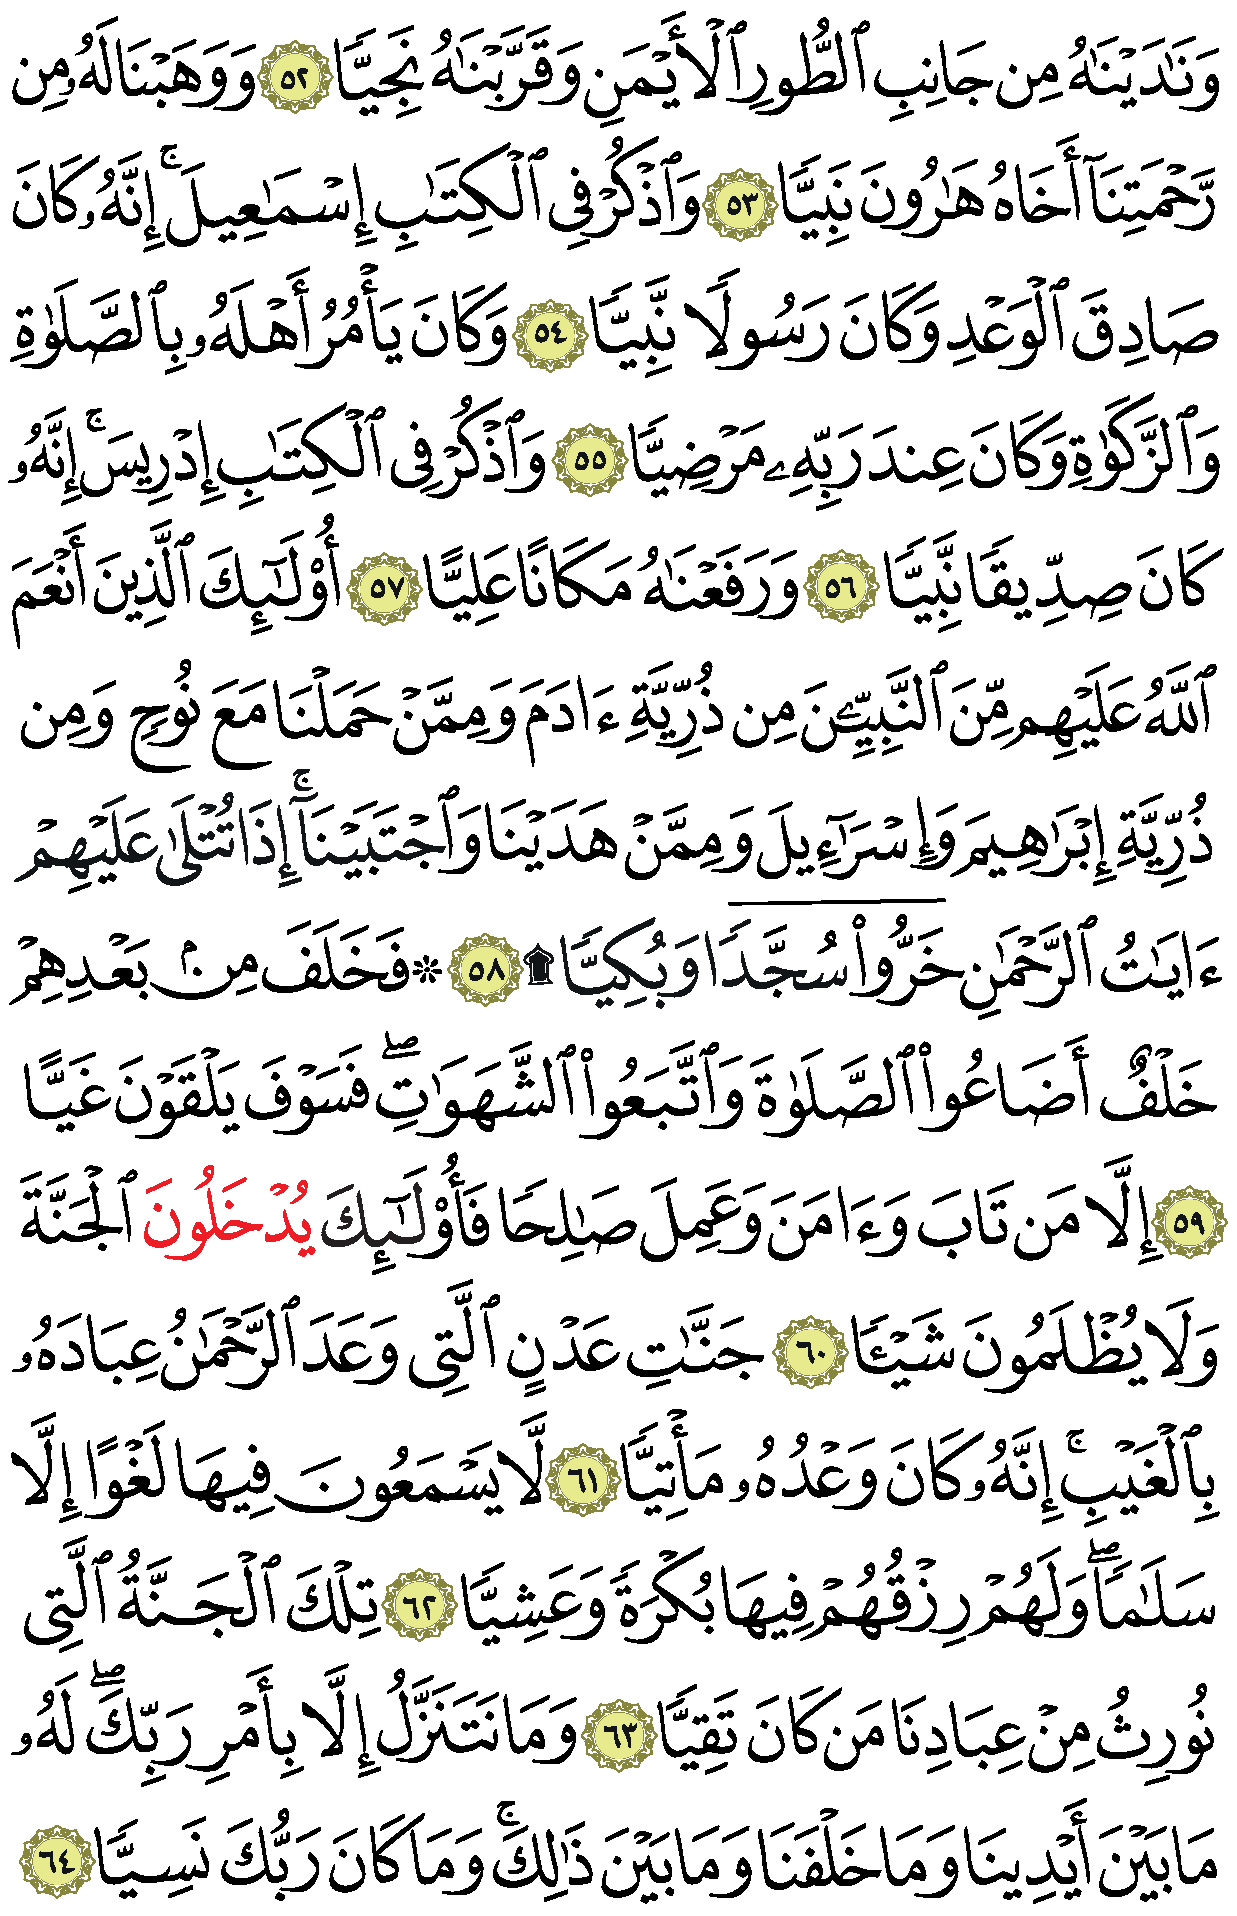 وَنَٰدَيۡنَٰهُ مِن جَانِبِ ٱلطُّورِ ٱلۡأَيۡمَنِ وَقَرَّبۡنَٰهُ نَجِيّٗا ٥٢ وَوَهَبۡنَا لَهُۥ مِن
رَّحۡمَتِنَآ أَخَاهُ هَٰرُونَ نَبِيّٗا ٥٣ وَٱذۡكُرۡ فِي ٱلۡكِتَٰبِ إِسۡمَٰعِيلَۚ إِنَّهُۥ كَانَ
صَادِقَ ٱلۡوَعۡدِ وَكَانَ رَسُولٗا نَّبِيّٗا ٥٤ وَكَانَ يَأۡمُرُ أَهۡلَهُۥ بِٱلصَّلَوٰةِ
وَٱلزَّكَوٰةِ وَكَانَ عِندَ رَبِّهِۦ مَرۡضِيّٗا ٥٥ وَٱذۡكُرۡ فِي ٱلۡكِتَٰبِ إِدۡرِيسَۚ إِنَّهُۥ
كَانَ صِدِّيقٗا نَّبِيّٗا ٥٦ وَرَفَعۡنَٰهُ مَكَانًا عَلِيًّا ٥٧ أُوْلَٰٓئِكَ ٱلَّذِينَ أَنۡعَمَ
ٱللَّهُ عَلَيۡهِم مِّنَ ٱلنَّبِيِّـۧنَ مِن ذُرِّيَّةِ ءَادَمَ وَمِمَّنۡ حَمَلۡنَا مَعَ نُوحٖ وَمِن
ذُرِّيَّةِ إِبۡرَٰهِيمَ وَإِسۡرَٰٓءِيلَ وَمِمَّنۡ هَدَيۡنَا وَٱجۡتَبَيۡنَآۚ إِذَا تُتۡلَىٰ عَلَيۡهِمۡ
ءَايَٰتُ ٱلرَّحۡمَٰنِ خَرُّواْۤ سُجَّدٗاۤ وَبُكِيّٗا۩ ٥٨ ۞ فَخَلَفَ مِنۢ بَعۡدِهِمۡ
خَلۡفٌ أَضَاعُواْ ٱلصَّلَوٰةَ وَٱتَّبَعُواْ ٱلشَّهَوَٰتِۖ فَسَوۡفَ يَلۡقَوۡنَ غَيًّا
٥٩ إِلَّا مَن تَابَ وَءَامَنَ وَعَمِلَ صَٰلِحٗا فَأُوْلَٰٓئِكَ يُدۡخَلُونَ ٱلۡجَنَّةَ
وَلَا يُظۡلَمُونَ شَيۡـٔٗا ٦٠ جَنَّٰتِ عَدۡنٍ ٱلَّتِي وَعَدَ ٱلرَّحۡمَٰنُ عِبَادَهُۥ
بِٱلۡغَيۡبِۚ إِنَّهُۥ كَانَ وَعۡدُهُۥ مَأۡتِيّٗا ٦١ لَّا يَسۡمَعُونَ فِيهَا لَغۡوًا إِلَّا
سَلَٰمٗاۖ وَلَهُمۡ رِزۡقُهُمۡ فِيهَا بُكۡرَةٗ وَعَشِيّٗا ٦٢ تِلۡكَ ٱلۡجَنَّةُ ٱلَّتِي
نُورِثُ مِنۡ عِبَادِنَا مَن كَانَ تَقِيّٗا ٦٣ وَمَا نَتَنَزَّلُ إِلَّا بِأَمۡرِ رَبِّكَۖ لَهُۥ
مَا بَيۡنَ أَيۡدِينَا وَمَا خَلۡفَنَا وَمَا بَيۡنَ ذَٰلِكَۚ وَمَا كَانَ رَبُّكَ نَسِيّٗا ٦٤